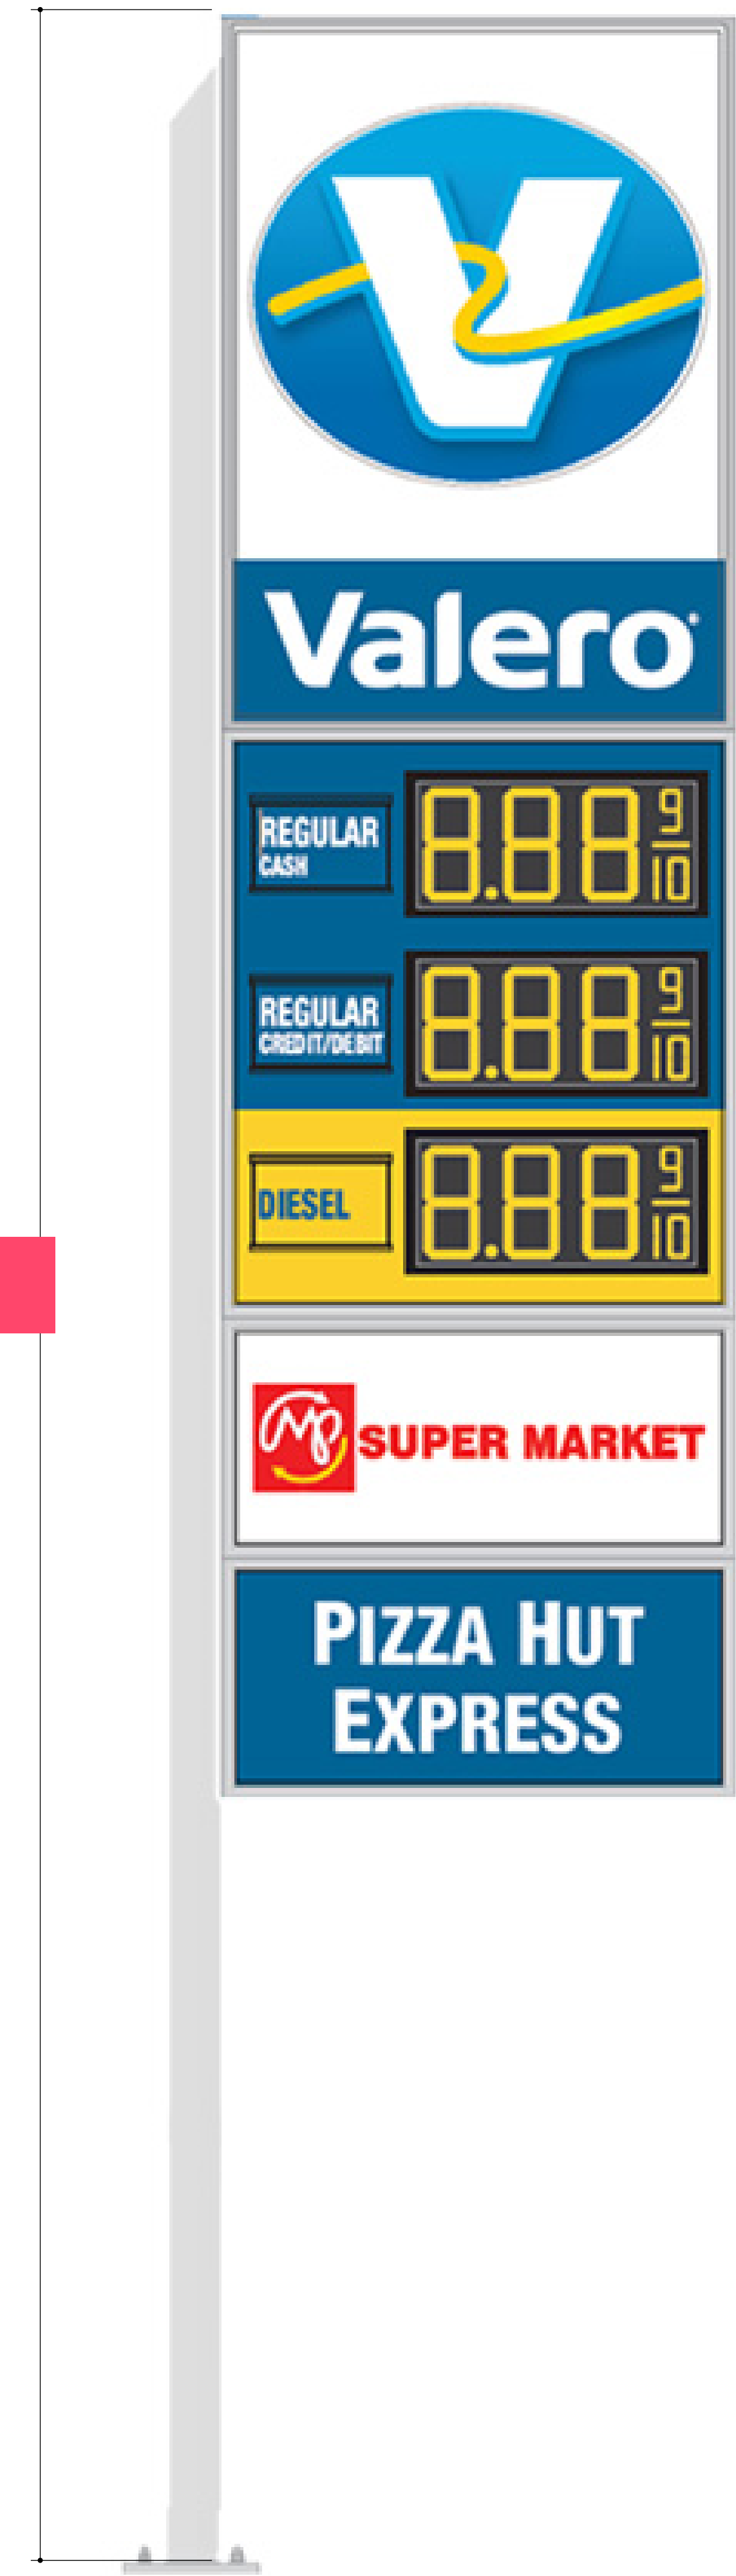 Valero
REGULAR
CASH
8.88 9/10
REGULAR
CREDIT/DEBIT
8.88 9/10
DIESEL
8.88 9/10
MP SUPER MARKET
PIZZA HUT
EXPRESS